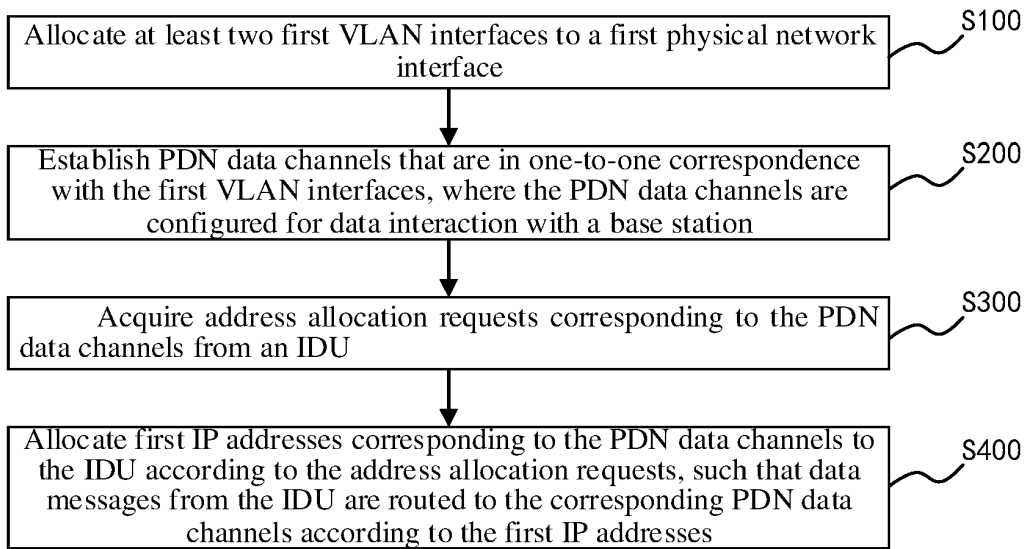 Allocate at least two first VLAN interfaces to a first physical network
interface
S100
Establish PDN data channels that are in one-to-one correspondence
with the first VLAN interfaces, where the PDN data channels are
configured for data interaction with a base station
S200
Acquire address allocation requests corresponding to the PDN
data channels from an IDU
S300
Allocate first IP addresses corresponding to the PDN data channels to
the IDU according to the address allocation requests, such that data
messages from the IDU are routed to the corresponding PDN data
channels according to the first IP addresses
S400